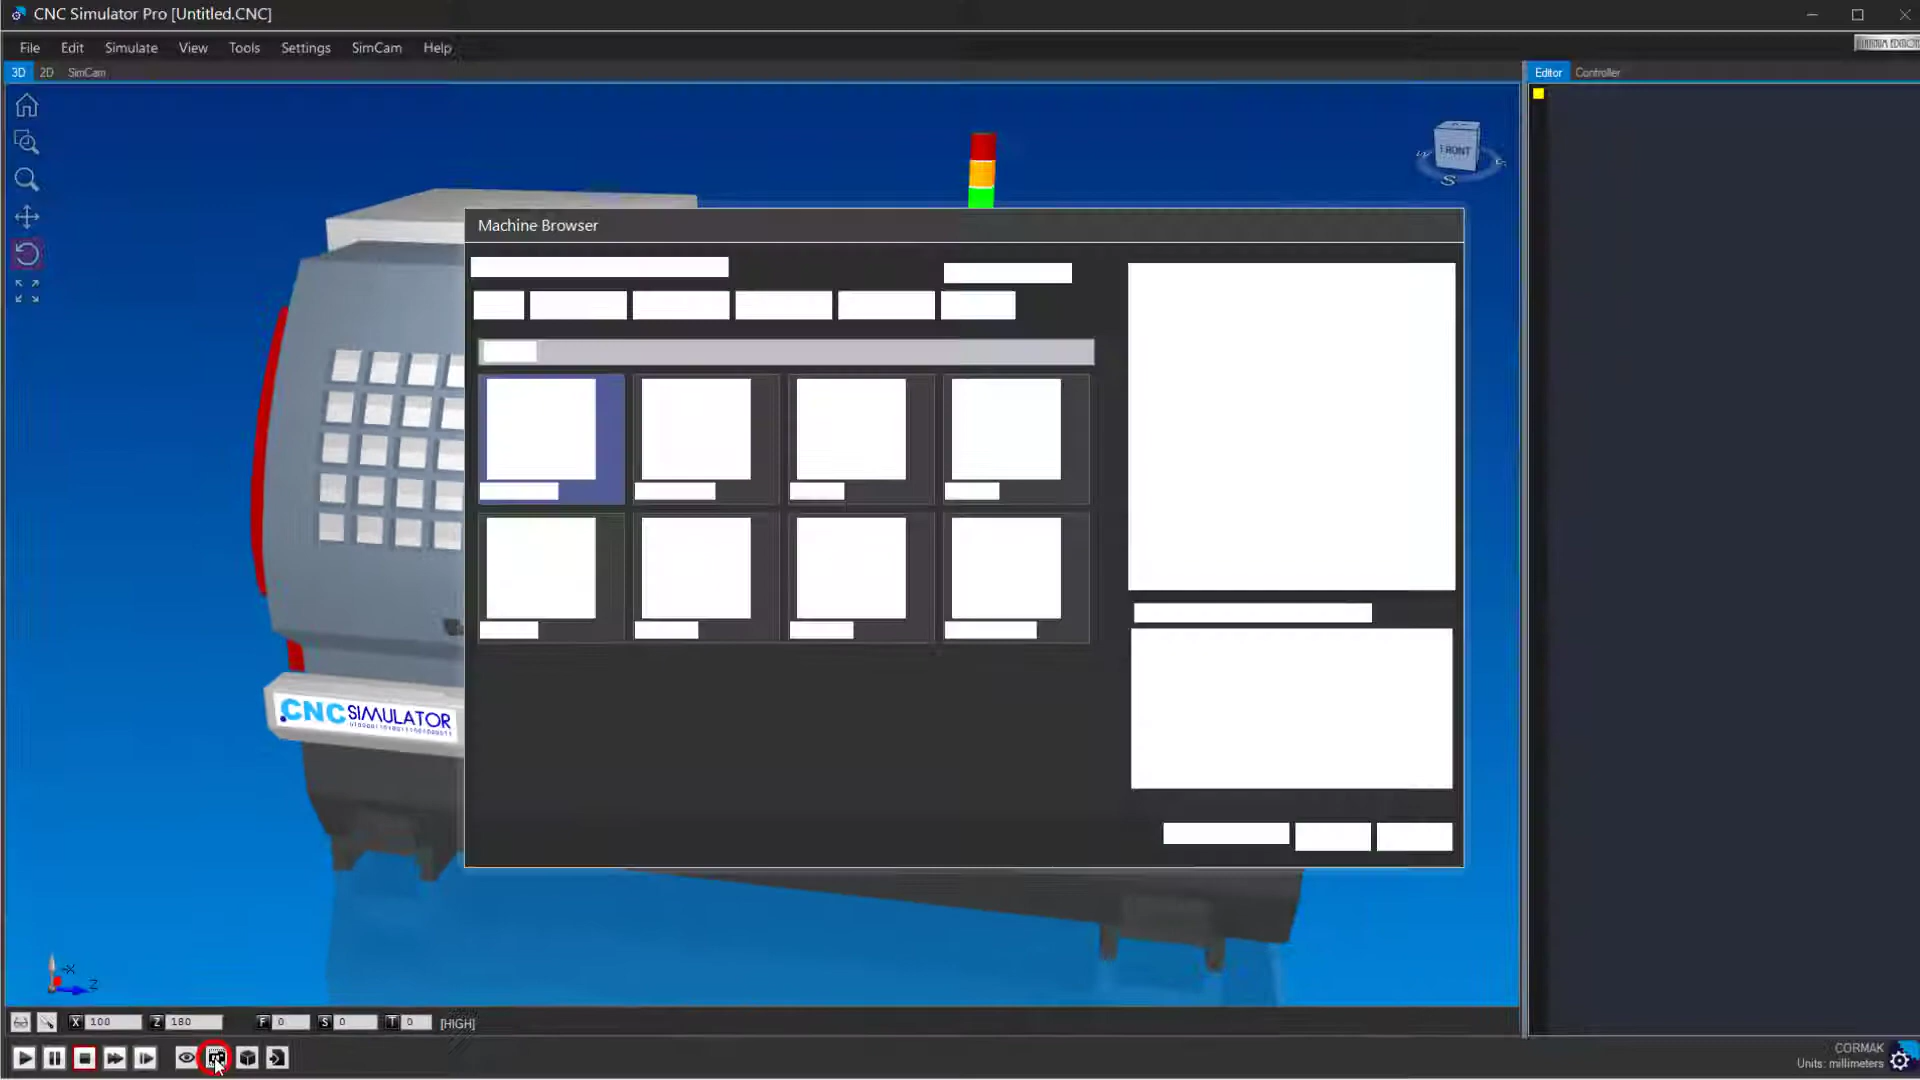 CNC Simulator Pro [Untitled.CNC]
File Edit Simulate View Tools Settings SimCam Help
3D 2D SimCam
Editor Controller
FRONT
S
Machine Browser
CNC SIMULATOR
X
Z
X 100 Z 180 F 0 S 0 T 0 [HIGH]
CORMAK
Units: millimeters